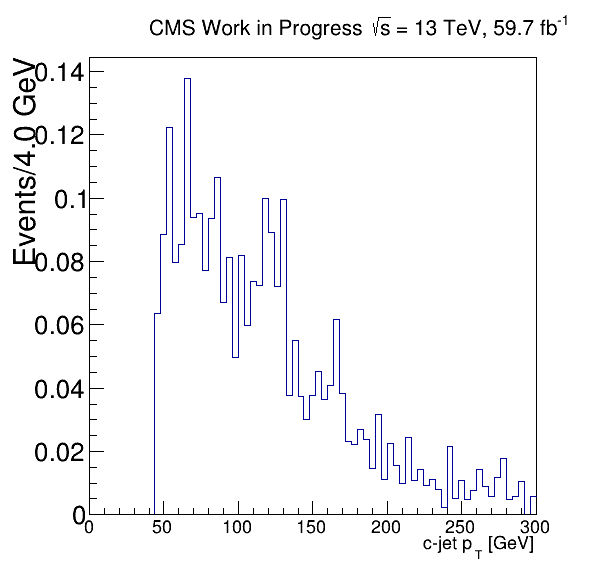 CMS Work in Progress √s = 13 TeV, 59.7 fb⁻¹
Events/4.0 GeV
0.14
0.12
0.1
0.08
0.06
0.04
0.02
0
0 50 100 150 200 250 300
c-jet p_T [GeV]